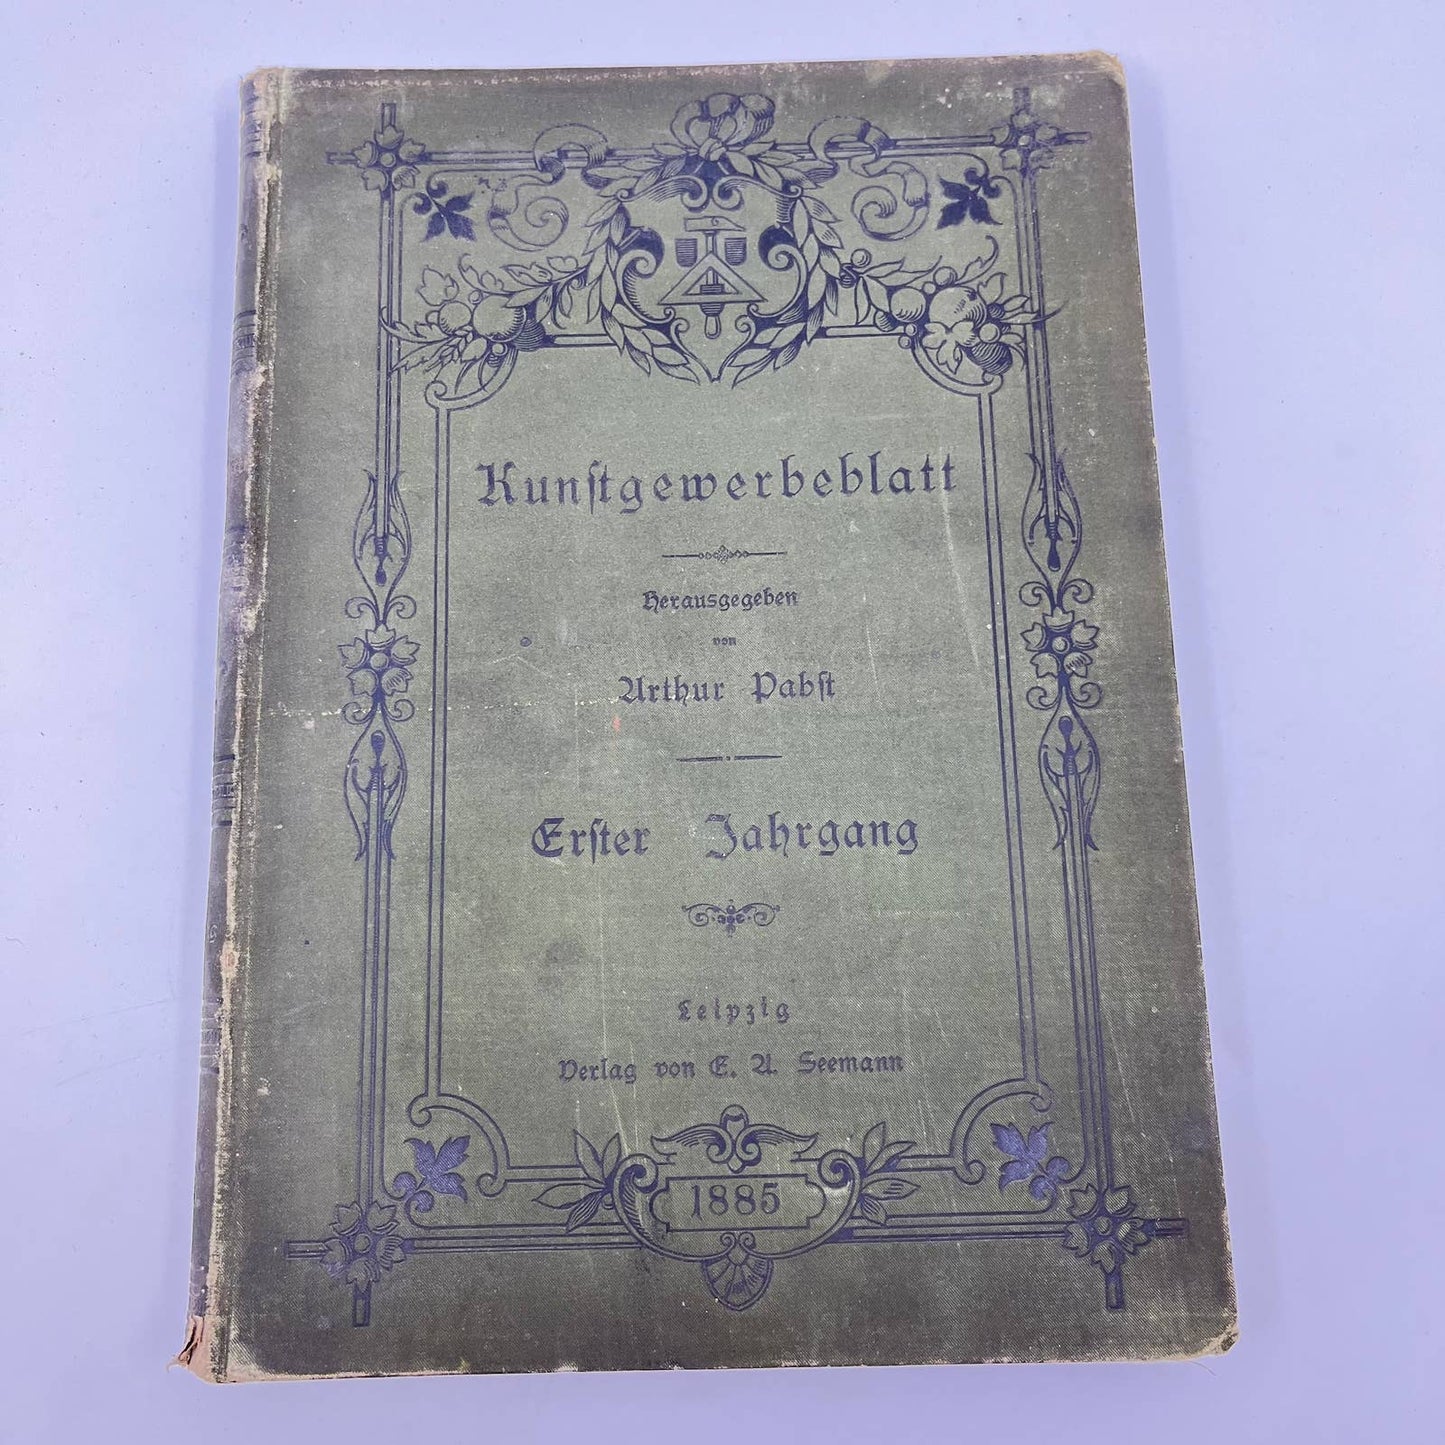 Kunſtgewerbeblatt
Herausgegeben
von
Arthur Pabſt
Erſter Jahrgang
Leipzig
Verlag von E. A. Seemann
1885